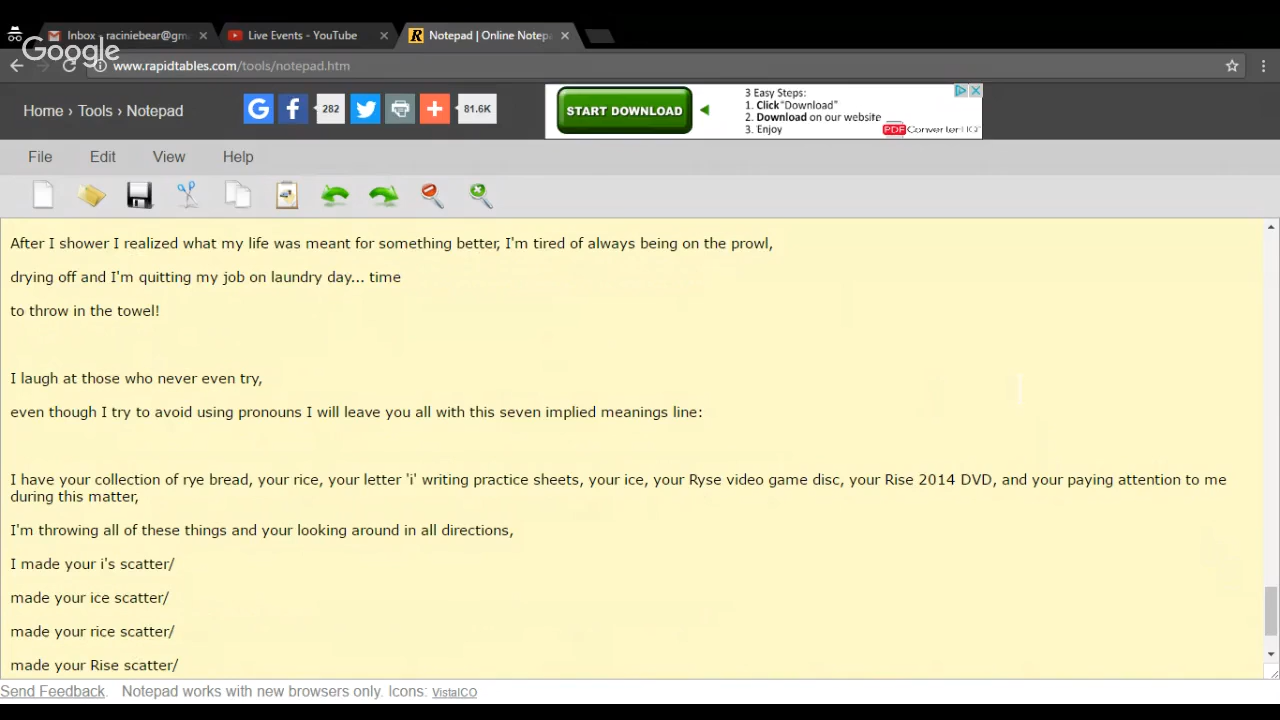 Inbox - raciniebear@gm
Live Events - YouTube
Notepad | Online Notep
Google
www.rapidtables.com/tools/notepad.htm
Home › Tools › Notepad
282
81.6K
START DOWNLOAD
3 Easy Steps:
1. Click "Download"
2. Download on our website
3. Enjoy
PDF ConverterHQ
File Edit View Help
After I shower I realized what my life was meant for something better, I'm tired of always being on the prowl,
drying off and I'm quitting my job on laundry day... time
to throw in the towel!
I laugh at those who never even try,
even though I try to avoid using pronouns I will leave you all with this seven implied meanings line:
I have your collection of rye bread, your rice, your letter 'i' writing practice sheets, your ice, your Ryse video game disc, your Rise 2014 DVD, and your paying attention to me
during this matter,
I'm throwing all of these things and your looking around in all directions,
I made your i's scatter/
made your ice scatter/
made your rice scatter/
made your Rise scatter/
Send Feedback. Notepad works with new browsers only. Icons: VistaICO